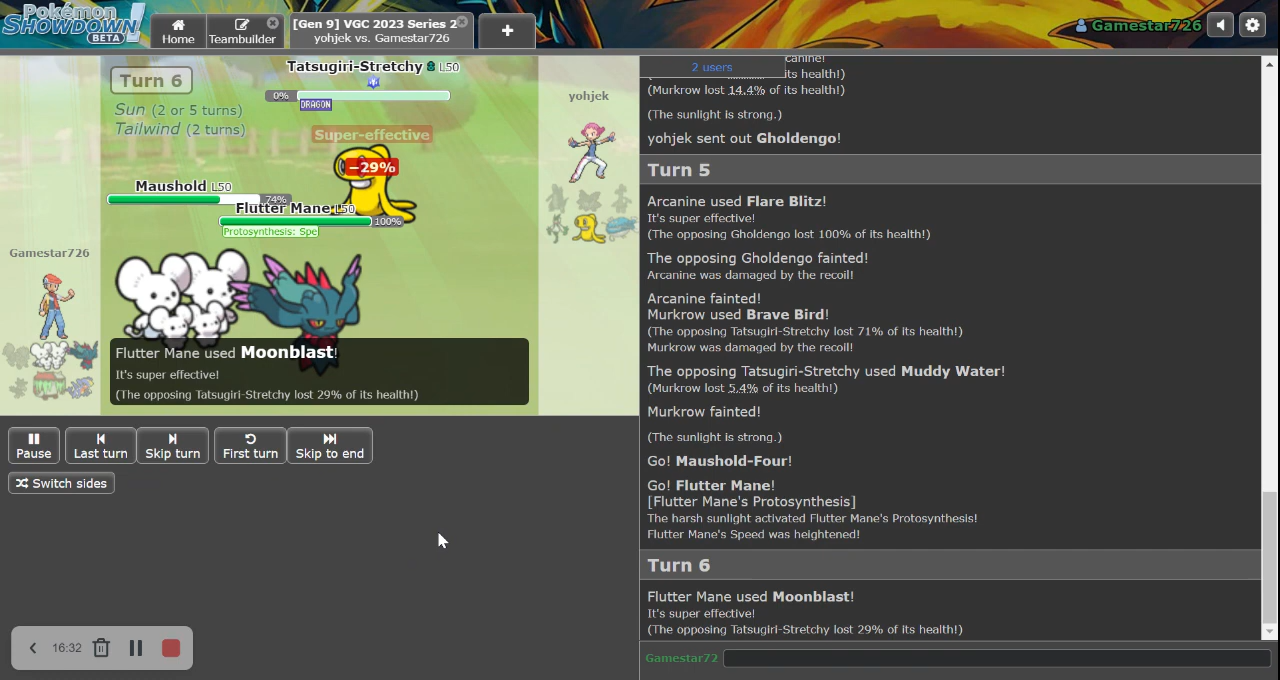 Pokémon
SHOWDOWN!
BETA
Home
Teambuilder
[Gen 9] VGC 2023 Series 2
yohjek vs. Gamestar726
+
Gamestar726
Turn 6
Sun (2 or 5 turns)
Tailwind (2 turns)
Tatsugiri-Stretchy L50
0%
DRAGON
Super-effective
−29%
Maushold L50
74%
Flutter Mane L50
100%
Protosynthesis: Spe
yohjek
Gamestar726
Flutter Mane used Moonblast!
It's super effective!
(The opposing Tatsugiri-Stretchy lost 29% of its health!)
Pause
Last turn
Skip turn
First turn
Skip to end
Switch sides
16:32
2 users
canine!
its health!)
(Murkrow lost 14.4% of its health!)
(The sunlight is strong.)
yohjek sent out Gholdengo!
Turn 5
Arcanine used Flare Blitz!
It's super effective!
(The opposing Gholdengo lost 100% of its health!)
The opposing Gholdengo fainted!
Arcanine was damaged by the recoil!
Arcanine fainted!
Murkrow used Brave Bird!
(The opposing Tatsugiri-Stretchy lost 71% of its health!)
Murkrow was damaged by the recoil!
The opposing Tatsugiri-Stretchy used Muddy Water!
(Murkrow lost 5.4% of its health!)
Murkrow fainted!
(The sunlight is strong.)
Go! Maushold-Four!
Go! Flutter Mane!
[Flutter Mane's Protosynthesis]
The harsh sunlight activated Flutter Mane's Protosynthesis!
Flutter Mane's Speed was heightened!
Turn 6
Flutter Mane used Moonblast!
It's super effective!
(The opposing Tatsugiri-Stretchy lost 29% of its health!)
Gamestar72